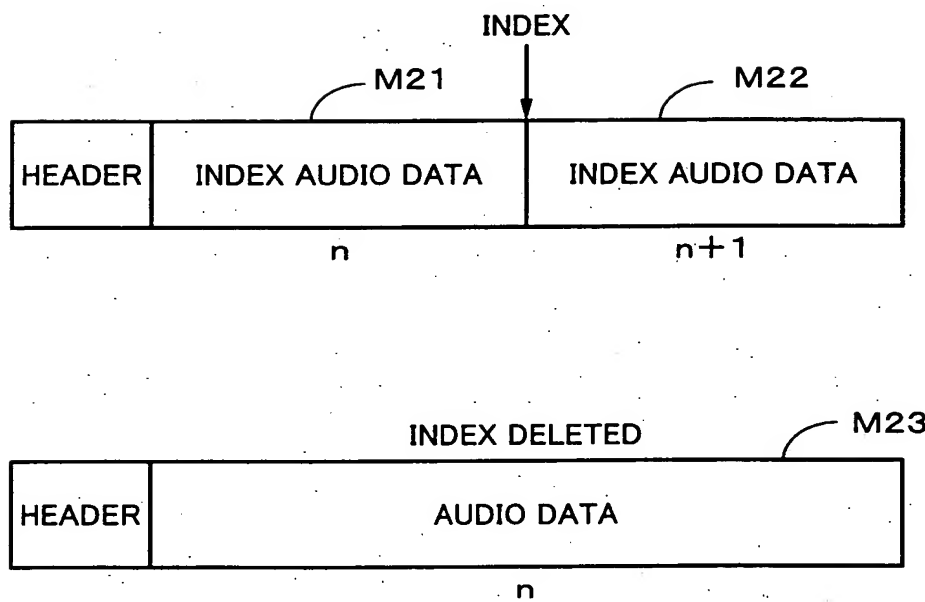 INDEX
M21
M22
HEADER
INDEX AUDIO DATA
INDEX AUDIO DATA
n
n+1
INDEX DELETED
M23
HEADER
AUDIO DATA
n